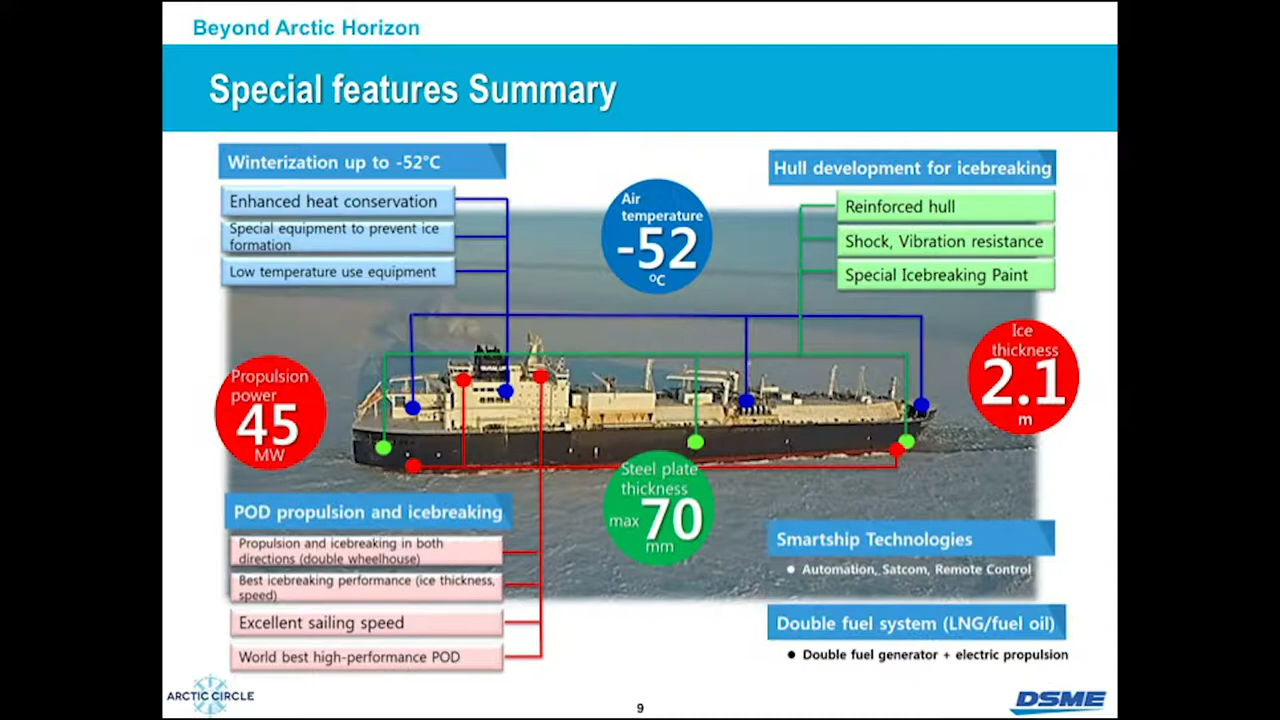 Beyond Arctic Horizon
Special features Summary
Winterization up to -52°C
Enhanced heat conservation
Special equipment to prevent ice
formation
Low temperature use equipment
Air
temperature
-52
°C
Hull development for icebreaking
Reinforced hull
Shock, Vibration resistance
Special Icebreaking Paint
Propulsion
power
45
MW
Ice
thickness
2.1
m
Steel plate
thickness
max 70
mm
POD propulsion and icebreaking
Propulsion and icebreaking in both
directions (double wheelhouse)
Best icebreaking performance (ice thickness,
speed)
Excellent sailing speed
World best high-performance POD
Smartship Technologies
● Automation, Satcom, Remote Control
Double fuel system (LNG/fuel oil)
● Double fuel generator + electric propulsion
ARCTIC CIRCLE
9
DSME